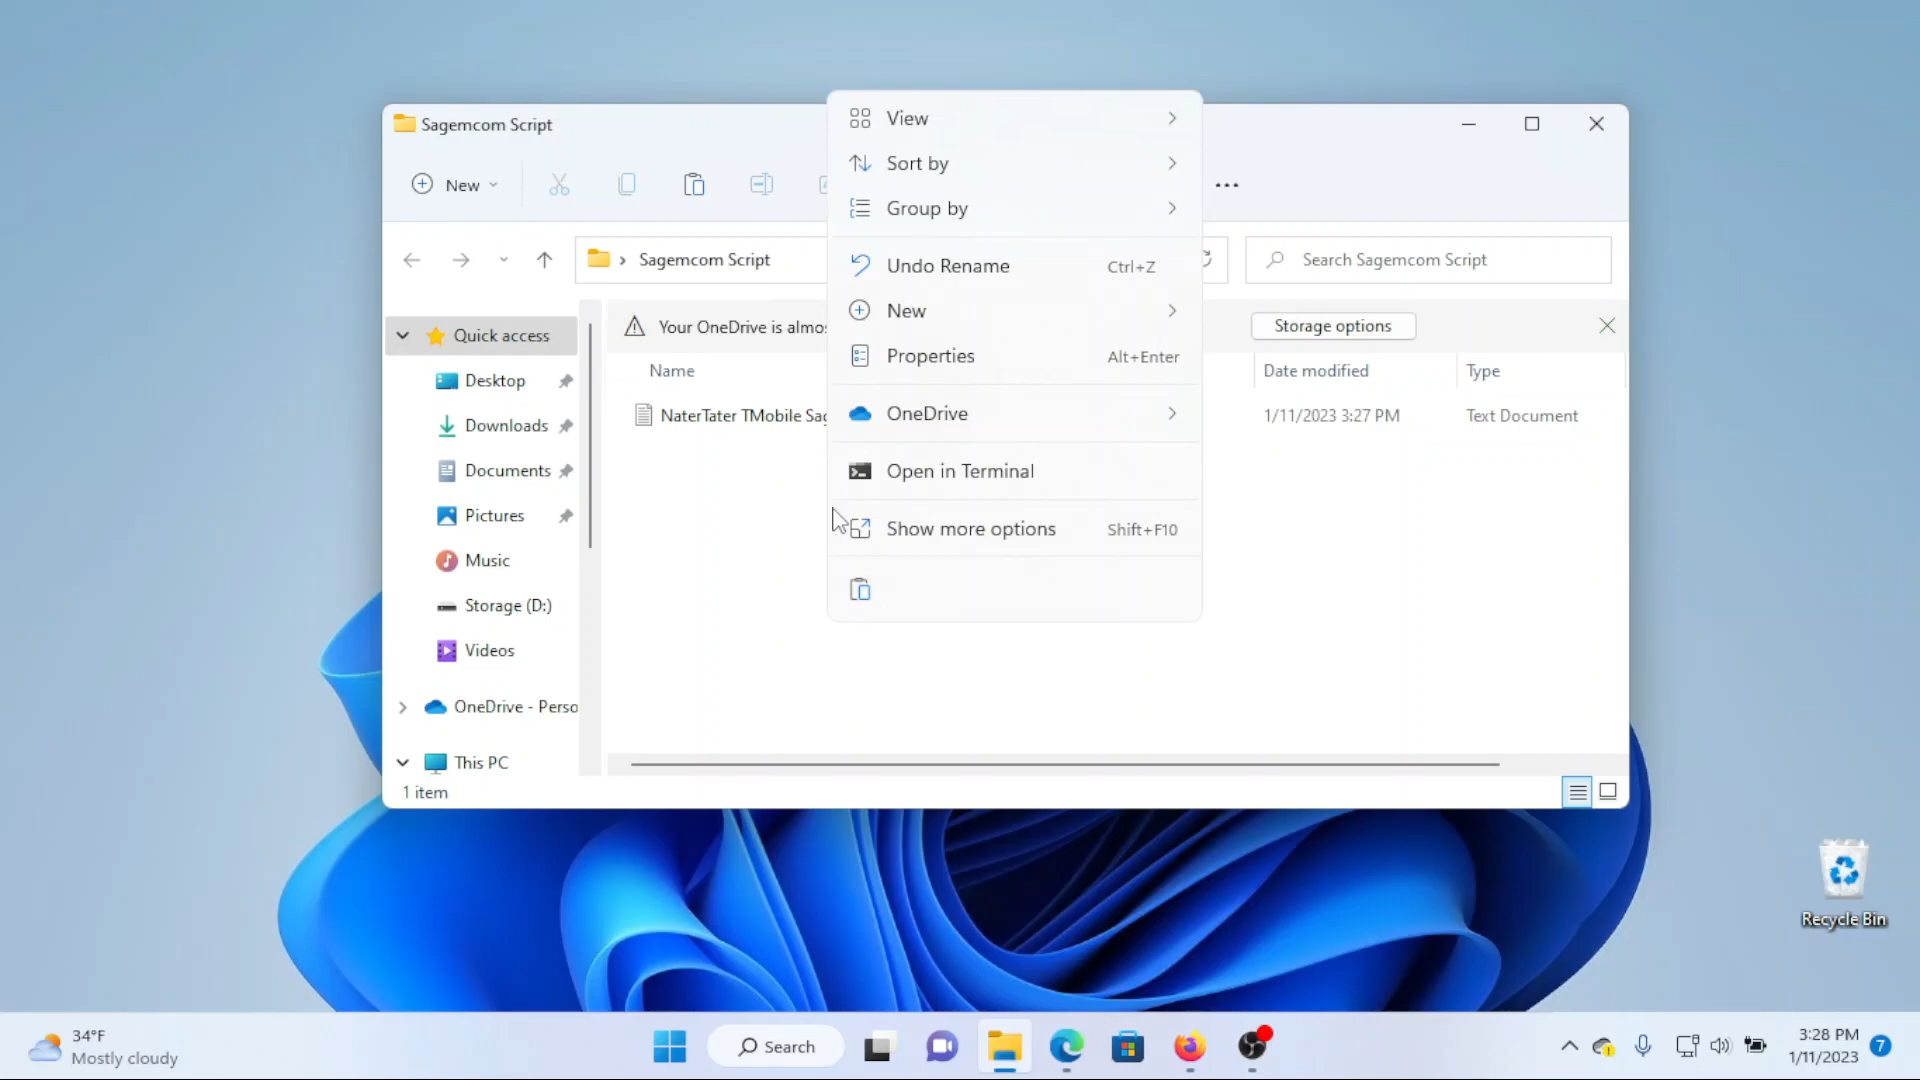 Sagemcom Script
New
View
Sort by
Group by
Undo Rename Ctrl+Z
New
Properties Alt+Enter
OneDrive
Open in Terminal
Show more options Shift+F10
Sagemcom Script
Search Sagemcom Script
Your OneDrive is almo
Storage options
Name
Date modified
Type
NaterTater TMobile Sag
1/11/2023 3:27 PM
Text Document
Quick access
Desktop
Downloads
Documents
Pictures
Music
Storage (D:)
Videos
OneDrive - Perso
This PC
1 item
Recycle Bin
34°F
Mostly cloudy
Search
3:28 PM
1/11/2023
7